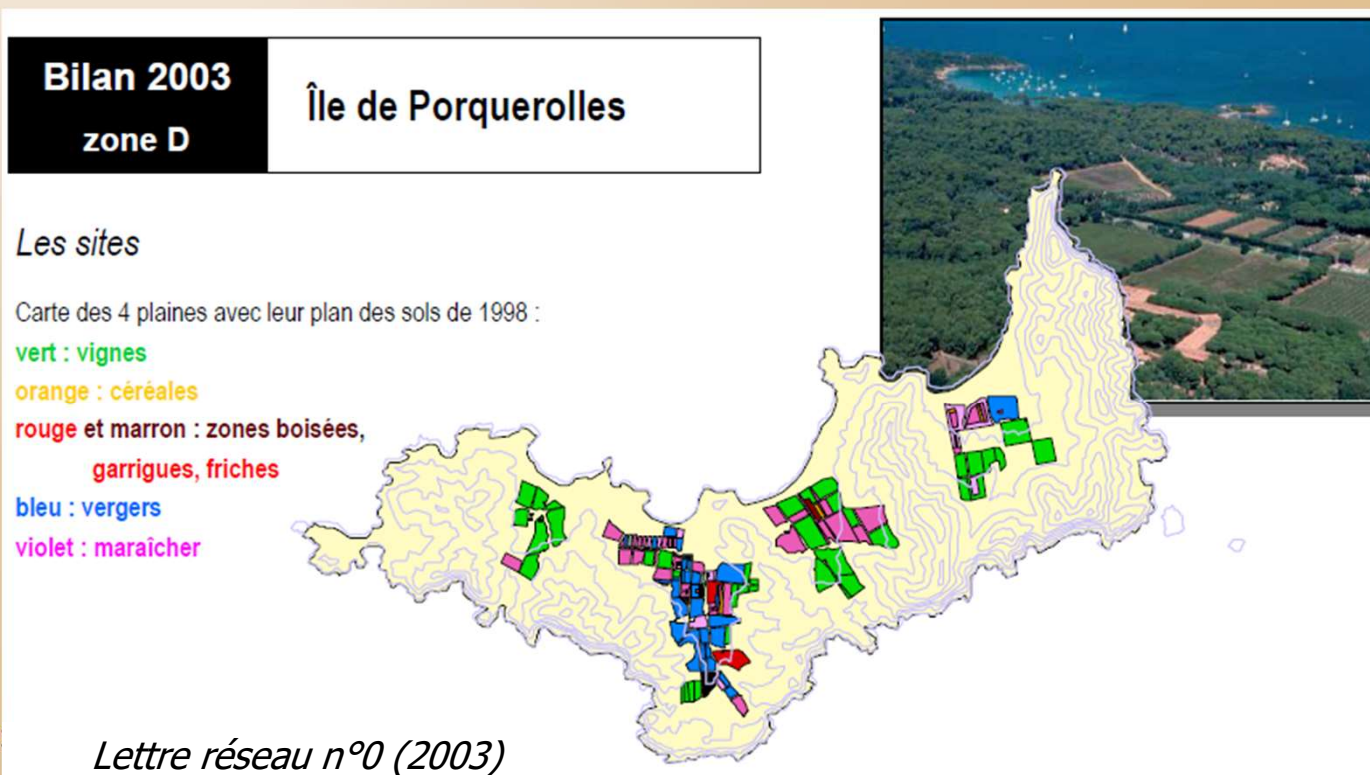 Bilan 2003
zone D
Île de Porquerolles
Les sites
Carte des 4 plaines avec leur plan des sols de 1998 :
vert : vignes
orange : céréales
rouge et marron : zones boisées,
garrigues, friches
bleu : vergers
violet : maraîcher
Lettre réseau n°0 (2003)